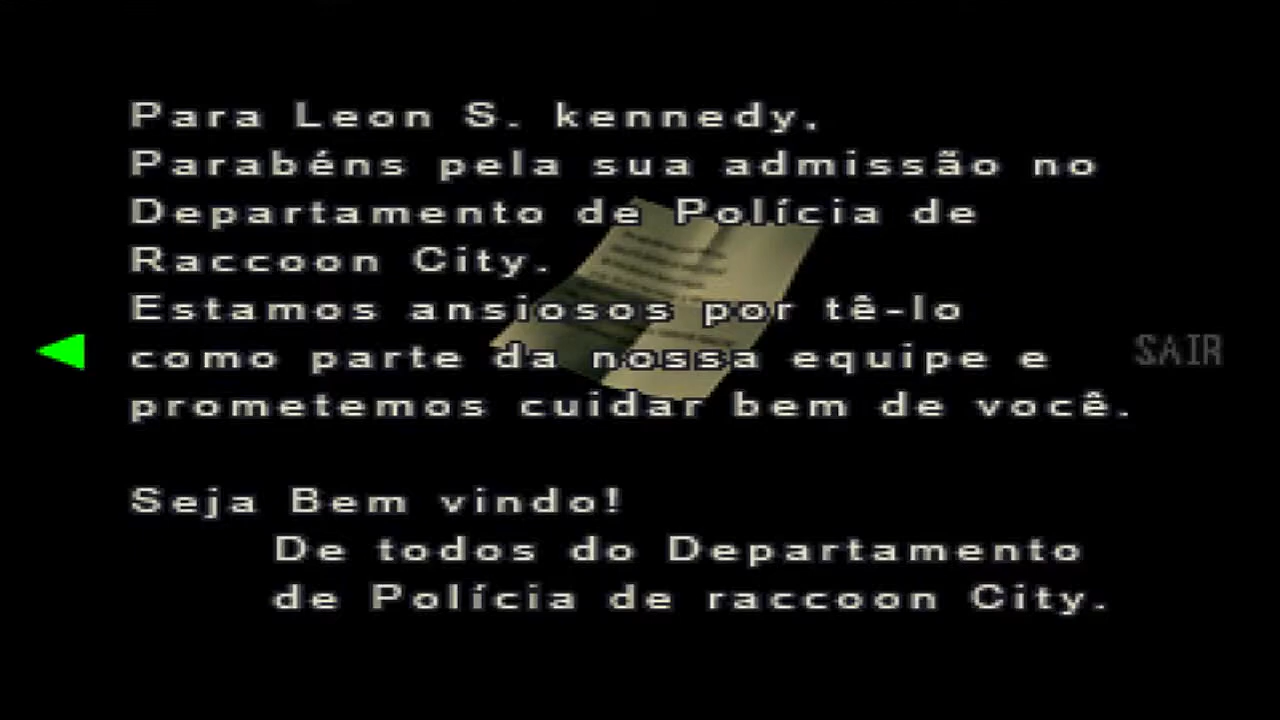 Para Leon S. kennedy,
Parabéns pela sua admissão no
Departamento de Polícia de
Raccoon City.
Estamos ansiosos por tê-lo
como parte da nossa equipe e
SAIR
prometemos cuidar bem de você.
Seja Bem vindo!
De todos do Departamento
de Polícia de raccoon City.